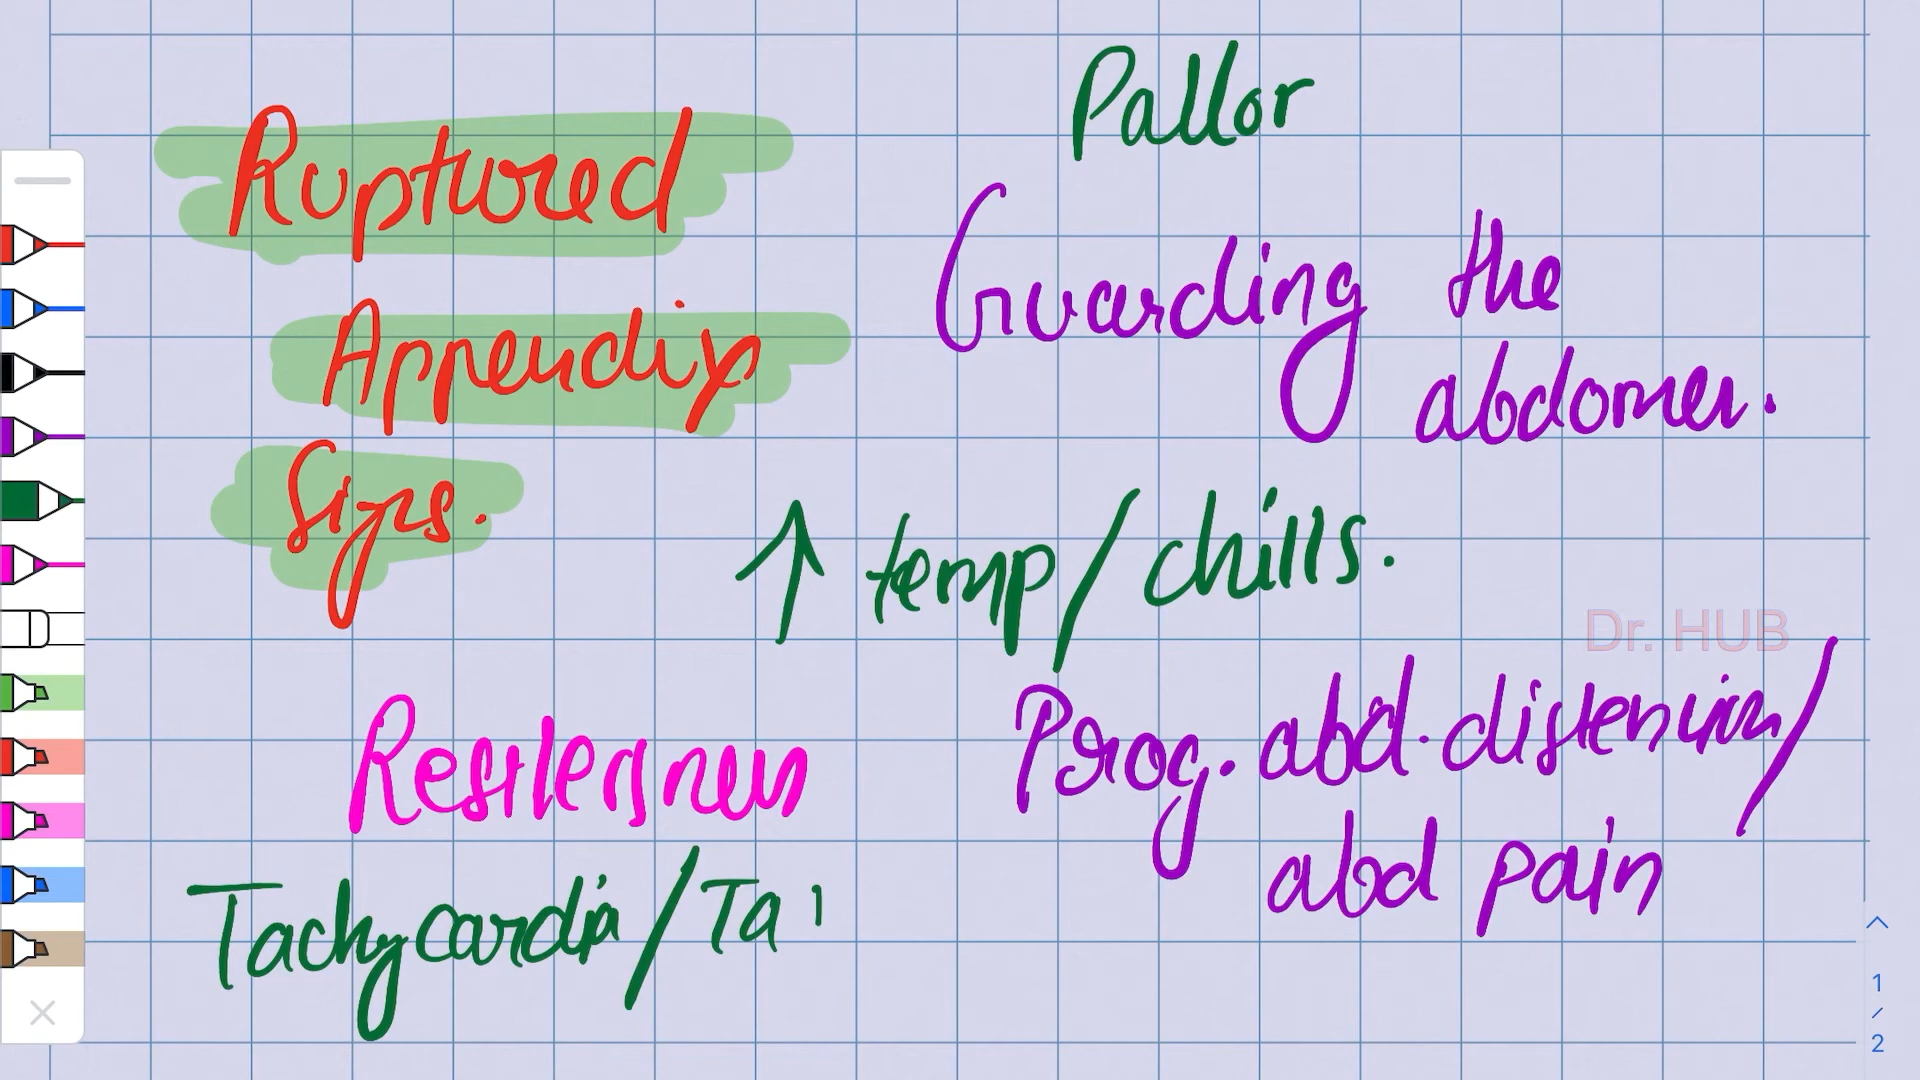 Ruptured
Appendix
Signs.
Pallor
Guarding the
abdomen.
↑ temp/chills.
Dr. HUB
Restlessness
Prog. abd. distension/
abd pain
Tachycardia/Ta
1
/
2